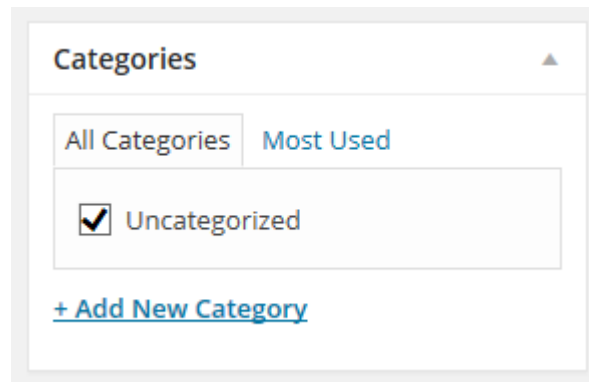 Categories
All Categories Most Used
Uncategorized
+ Add New Category